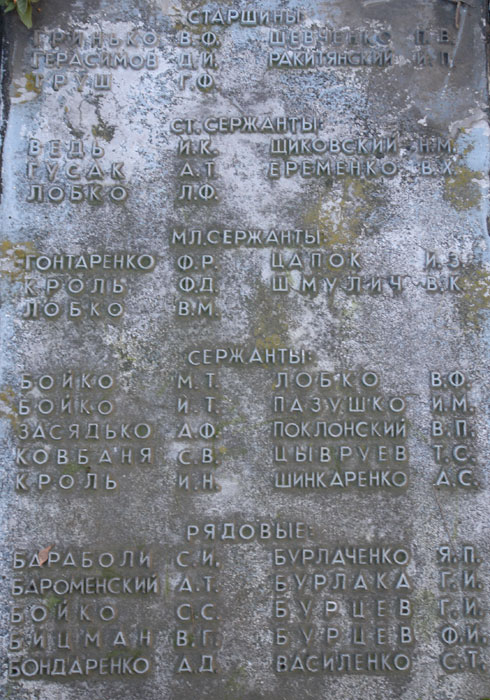 СТАРШИНЫ
ГРИНЬКО В.Ф. ШЕВЧЕНКО П.Е.
ГЕРАСИМОВ Д.И. РАКИТЯНСКИЙ И.П.
ГРУШ Г.Ф.
СТ.СЕРЖАНТЫ:
ВЕДЬ И.К. ЩИКОВСКИЙ Н.М.
ГУСАК А.Т. ЕРЕМЕНКО В.Х.
ЛОБКО Л.Ф.
МЛ.СЕРЖАНТЫ:
ГОНТАРЕНКО Ф.Р. ЦАПОК И.З.
КРОЛЬ Ф.Д. ШМУЛИЧ В.К.
ЛОБКО В.М.
СЕРЖАНТЫ:
БОЙКО М.Т. ЛОБКО В.Ф.
БОЙКО И.Т. ПАЗУШКО И.М.
ЗАСЯДЬКО А.Ф. ПОКЛОНСКИЙ В.П.
КОВБАНЯ С.В. ЦЫВРУЕВ Т.С.
КРОЛЬ И.Н. ШИНКАРЕНКО А.С.
РЯДОВЫЕ:
БАРАБОЛИ С.И. БУРЛАЧЕНКО Я.П.
БАРОМЕНСКИЙ А.Т. БУРЛАКА Г.И.
БОЙКО С.С. БУРЦЕВ Г.И.
БИЦМАН В.Г. БУРЦЕВ Ф.И.
БОНДАРЕНКО А.Д. ВАСИЛЕНКО С.Т.